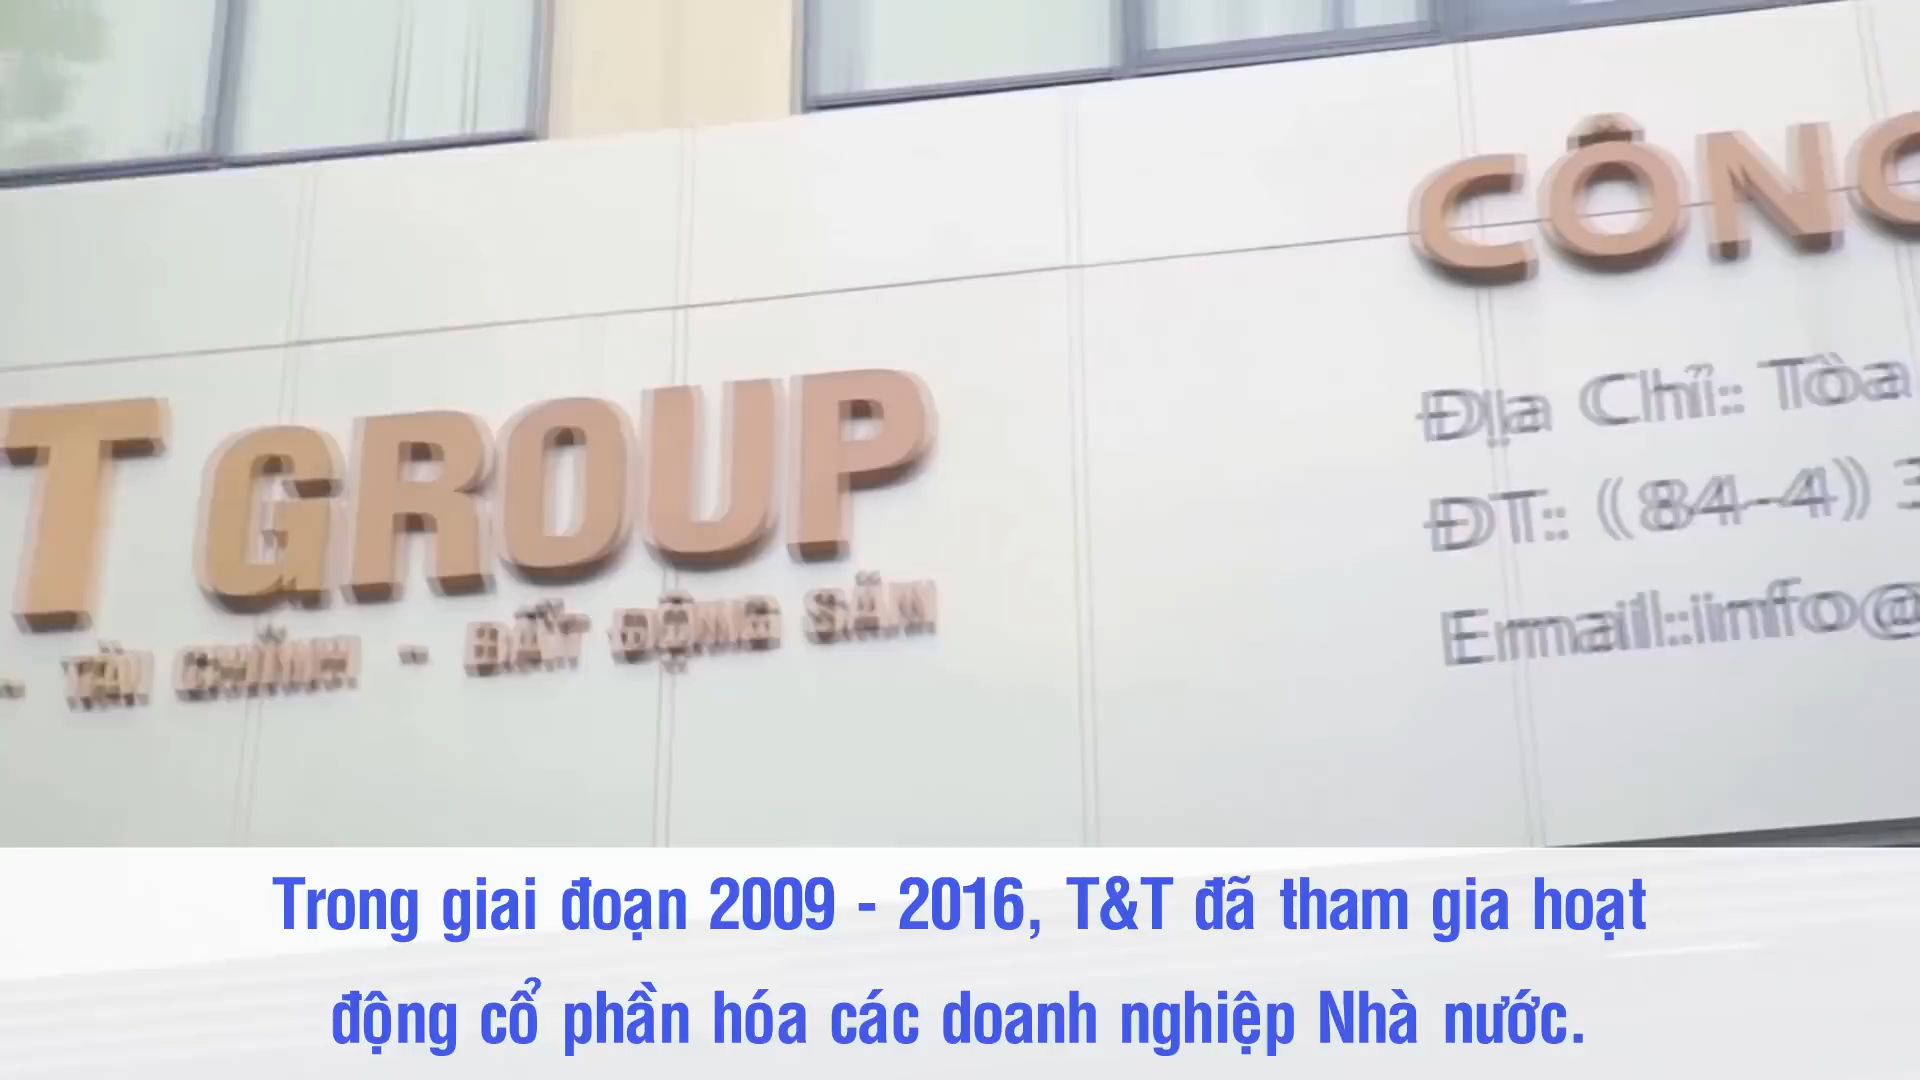 T GROUP
- TÀI CHÍNH - BẤT ĐỘNG SẢN
CÔNG
Địa Chỉ: Tòa
ĐT: (84-4) 3
Email:info@
Trong giai đoạn 2009 - 2016, T&T đã tham gia hoạt
động cổ phần hóa các doanh nghiệp Nhà nước.